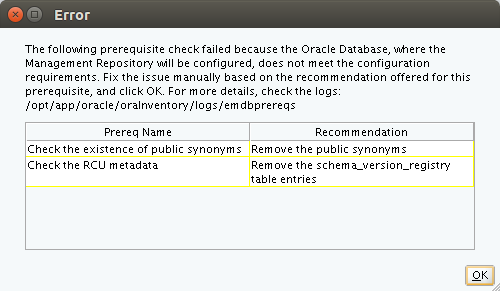 Error
The following prerequisite check failed because the Oracle Database, where the
Management Repository will be configured, does not meet the configuration
requirements. Fix the issue manually based on the recommendation offered for this
prerequisite, and click OK. For more details, check the logs:
/opt/app/oracle/oraInventory/logs/emdbprereqs
Prereq Name Recommendation
Check the existence of public synonyms Remove the public synonyms
Check the RCU metadata Remove the schema_version_registry
table entries
OK